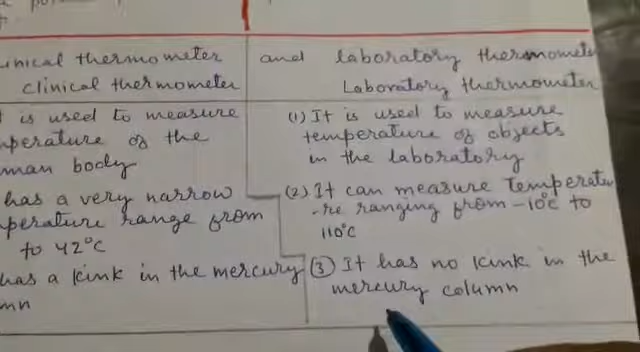 inical thermometer and laboratory thermomete
clinical thermometer Laboratory thermometer
t is used to measure
perature of the
man body
has a very narrow
perature range from
to 42°C
has a kink in the mercury
mn
(1) It is used to measure
temperature of objects
in the laboratory
(2) It can measure temperatu
-re ranging from -10°C to
110°C
(3) It has no kink in the
mercury column